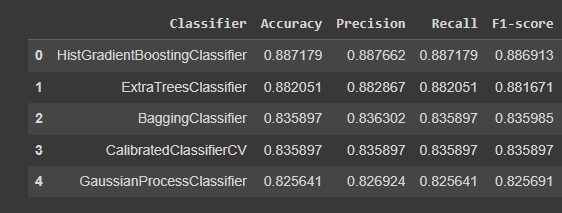 Classifier Accuracy Precision Recall F1-score
0 HistGradientBoostingClassifier 0.887179 0.887662 0.887179 0.886913
1 ExtraTreesClassifier 0.882051 0.882867 0.882051 0.881671
2 BaggingClassifier 0.835897 0.836302 0.835897 0.835985
3 CalibratedClassifierCV 0.835897 0.835897 0.835897 0.835897
4 GaussianProcessClassifier 0.825641 0.826924 0.825641 0.825691